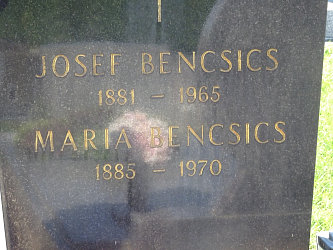 JOSEF BENCSICS
1881 – 1965
MARIA BENCSICS
1885 – 1970